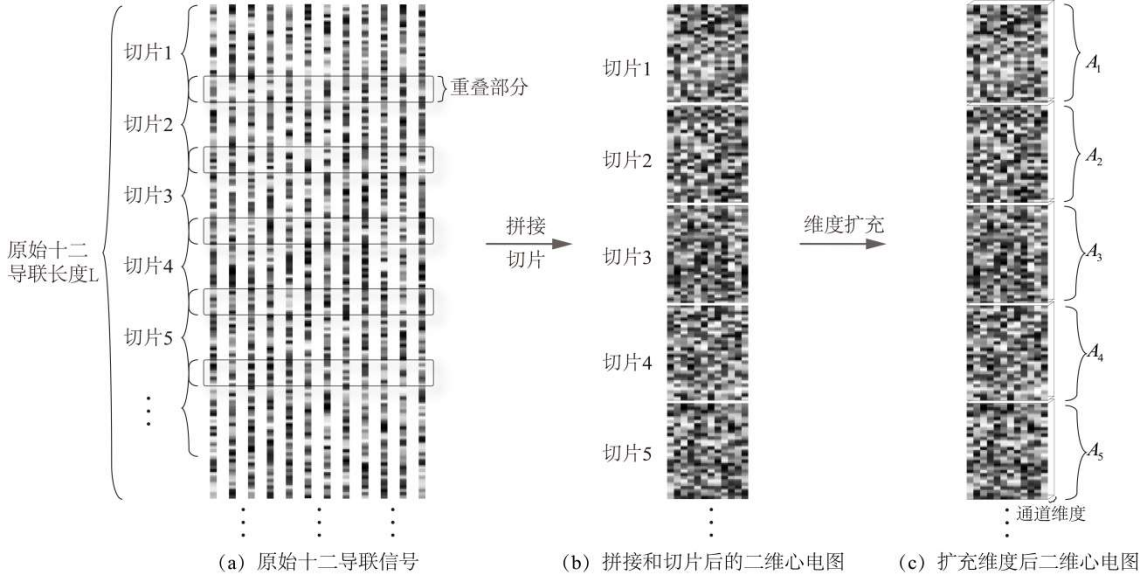 切片1
重叠部分
切片2
切片3
原始十二
导联长度L
切片4
切片5
拼接
切片
切片1
切片2
切片3
切片4
切片5
维度扩充
A1
A2
A3
A4
A5
通道维度
(a) 原始十二导联信号
(b) 拼接和切片后的二维心电图
(c) 扩充维度后二维心电图